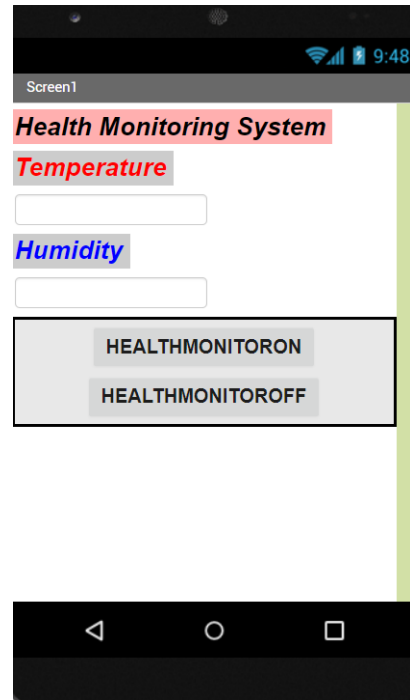 9:48
Screen1
Health Monitoring System
Temperature
Humidity
HEALTHMONITORON
HEALTHMONITOROFF